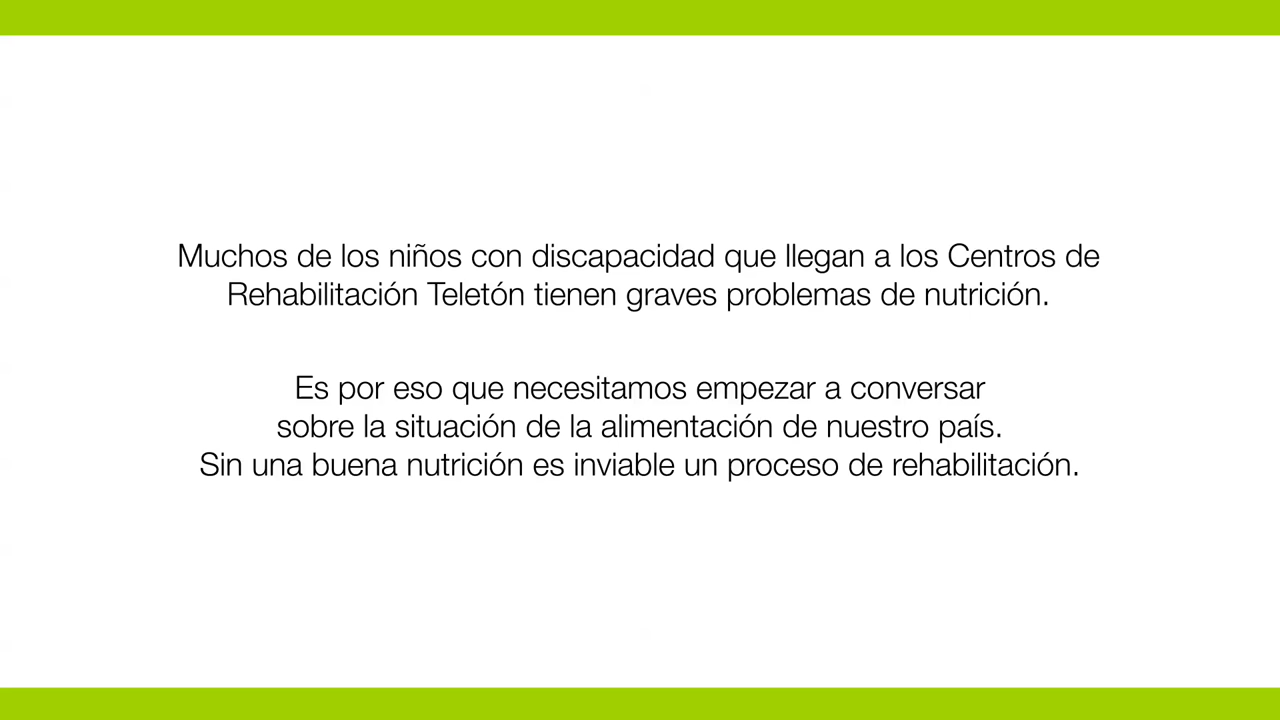 Muchos de los niños con discapacidad que llegan a los Centros de
Rehabilitación Teletón tienen graves problemas de nutrición.
Es por eso que necesitamos empezar a conversar
sobre la situación de la alimentación de nuestro país.
Sin una buena nutrición es inviable un proceso de rehabilitación.